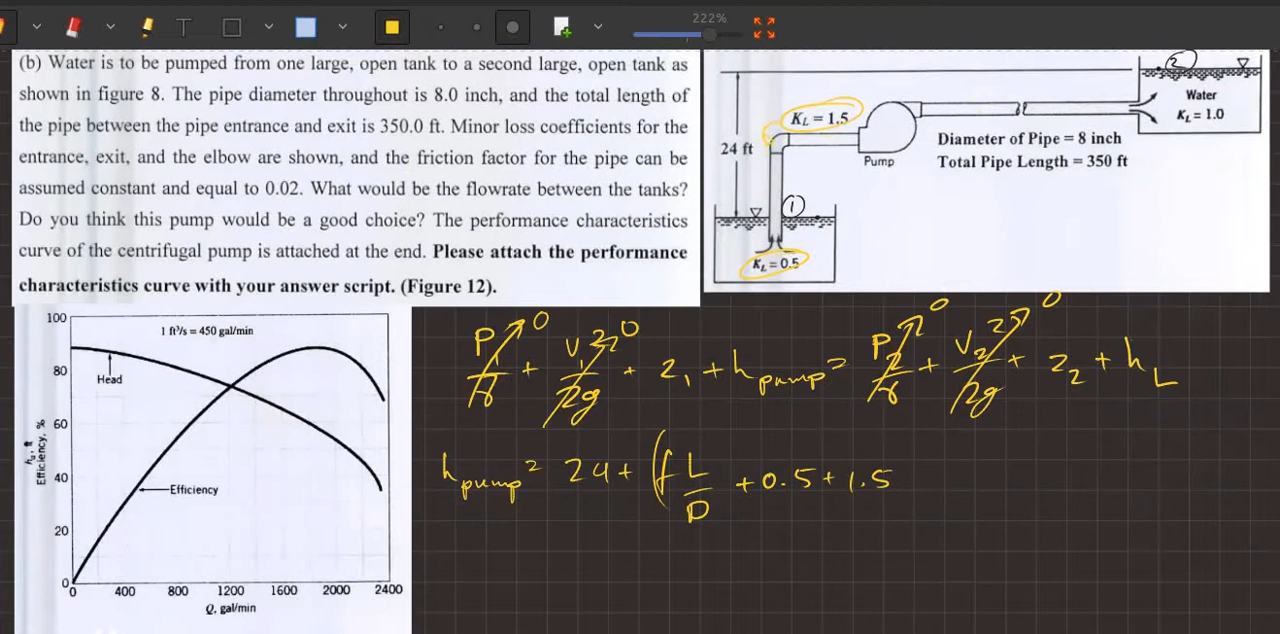 222%
(b) Water is to be pumped from one large, open tank to a second large, open tank as
shown in figure 8. The pipe diameter throughout is 8.0 inch, and the total length of
the pipe between the pipe entrance and exit is 350.0 ft. Minor loss coefficients for the
entrance, exit, and the elbow are shown, and the friction factor for the pipe can be
assumed constant and equal to 0.02. What would be the flowrate between the tanks?
Do you think this pump would be a good choice? The performance characteristics
curve of the centrifugal pump is attached at the end. Please attach the performance
characteristics curve with your answer script. (Figure 12).
2
Water
K_L = 1.0
K_L = 1.5
24 ft
Pump
Diameter of Pipe = 8 inch
Total Pipe Length = 350 ft
1
K_L = 0.5
1 ft³/s = 450 gal/min
Head
Efficiency
h_a, ft
Efficiency, %
100
80
60
40
20
0
0 400 800 1200 1600 2000 2400
Q, gal/min
P₁/γ + V₁²/2g + z₁ + h_pump = P₂/γ + V₂²/2g + z₂ + h_L
0 0 0 0
h_pump = 24 + (f L/D + 0.5 + 1.5